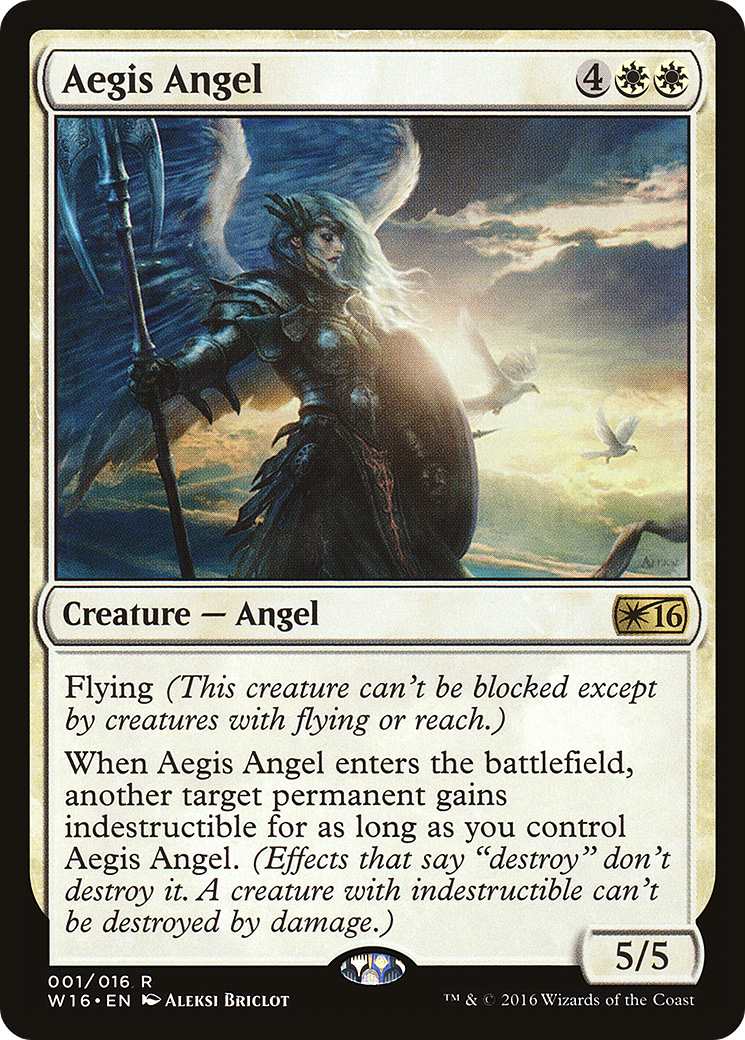 Aegis Angel 4
ALEKSI
Creature — Angel
16
Flying (This creature can't be blocked except
by creatures with flying or reach.)
When Aegis Angel enters the battlefield,
another target permanent gains
indestructible for as long as you control
Aegis Angel. (Effects that say “destroy” don't
destroy it. A creature with indestructible can't
be destroyed by damage.)
5/5
001/016 R
W16 • EN Aleksi Briclot
™ & © 2016 Wizards of the Coast